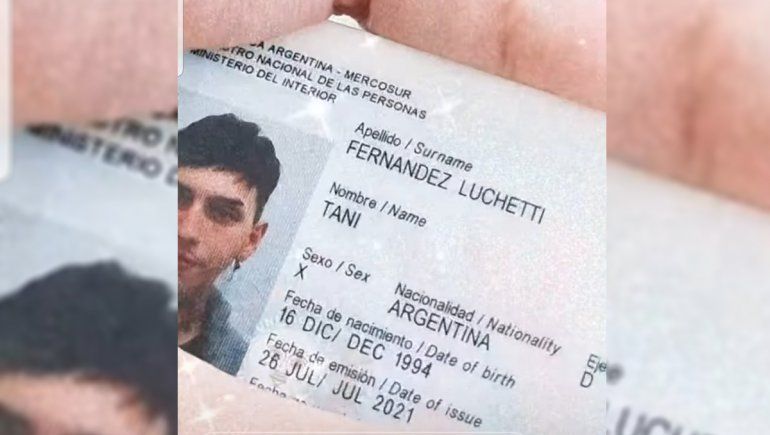 ARGENTINA - MERCOSUR
NACIONAL DE LAS PERSONAS
MINISTERIO DEL INTERIOR
Apellido / Surname
FERNANDEZ LUCHETTI
Nombre / Name
TANI
Sexo / Sex
X
Nacionalidad / Nationality
ARGENTINA
Fecha de nacimiento / Date of birth
16 DIC/ DEC 1994
Eje
D
Fecha de emisión / Date of issue
26 JUL/ JUL 2021
Fecha